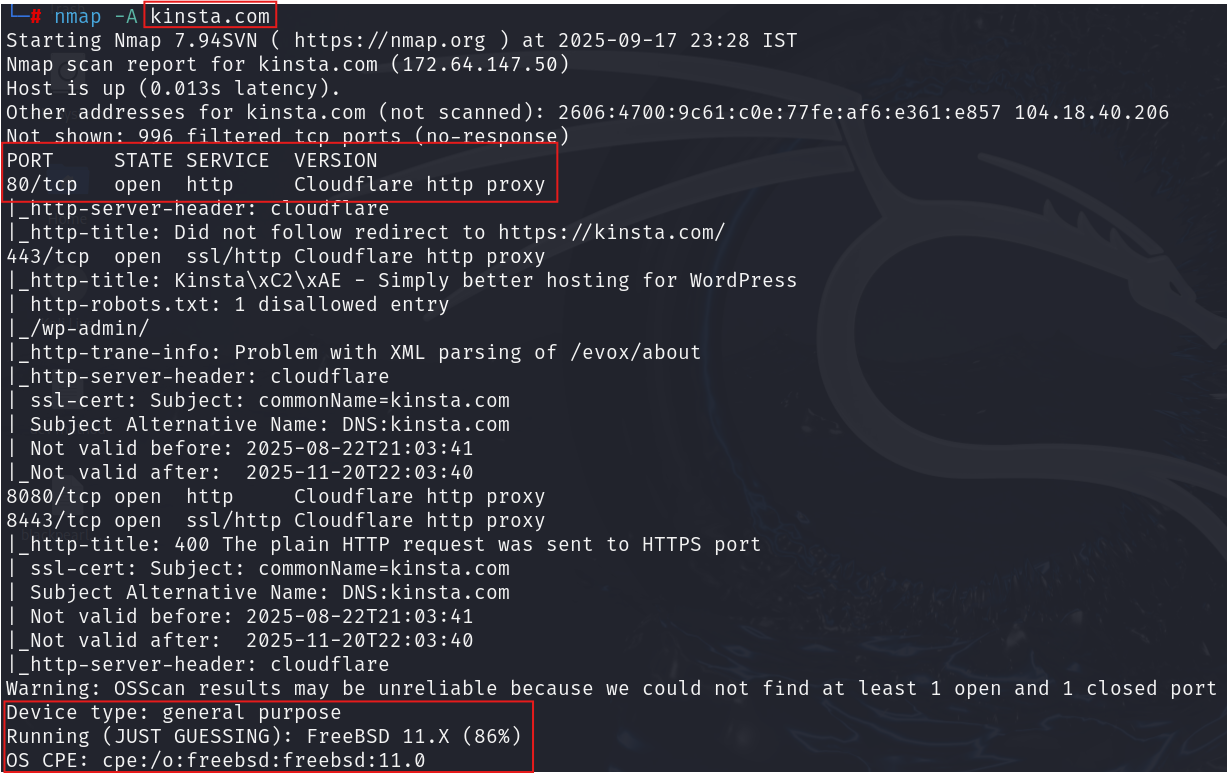 └─# nmap -A kinsta.com
Starting Nmap 7.94SVN ( https://nmap.org ) at 2025-09-17 23:28 IST
Nmap scan report for kinsta.com (172.64.147.50)
Host is up (0.013s latency).
Other addresses for kinsta.com (not scanned): 2606:4700:9c61:c0e:77fe:af6:e361:e857 104.18.40.206
Not shown: 996 filtered tcp ports (no-response)
PORT     STATE SERVICE  VERSION
80/tcp   open  http     Cloudflare http proxy
|_http-server-header: cloudflare
|_http-title: Did not follow redirect to https://kinsta.com/
443/tcp  open  ssl/http Cloudflare http proxy
|_http-title: Kinsta\xC2\xAE - Simply better hosting for WordPress
| http-robots.txt: 1 disallowed entry
|_/wp-admin/
|_http-trane-info: Problem with XML parsing of /evox/about
|_http-server-header: cloudflare
| ssl-cert: Subject: commonName=kinsta.com
| Subject Alternative Name: DNS:kinsta.com
| Not valid before: 2025-08-22T21:03:41
|_Not valid after:  2025-11-20T22:03:40
8080/tcp open  http     Cloudflare http proxy
8443/tcp open  ssl/http Cloudflare http proxy
|_http-title: 400 The plain HTTP request was sent to HTTPS port
| ssl-cert: Subject: commonName=kinsta.com
| Subject Alternative Name: DNS:kinsta.com
| Not valid before: 2025-08-22T21:03:41
|_Not valid after:  2025-11-20T22:03:40
|_http-server-header: cloudflare
Warning: OSScan results may be unreliable because we could not find at least 1 open and 1 closed port
Device type: general purpose
Running (JUST GUESSING): FreeBSD 11.X (86%)
OS CPE: cpe:/o:freebsd:freebsd:11.0